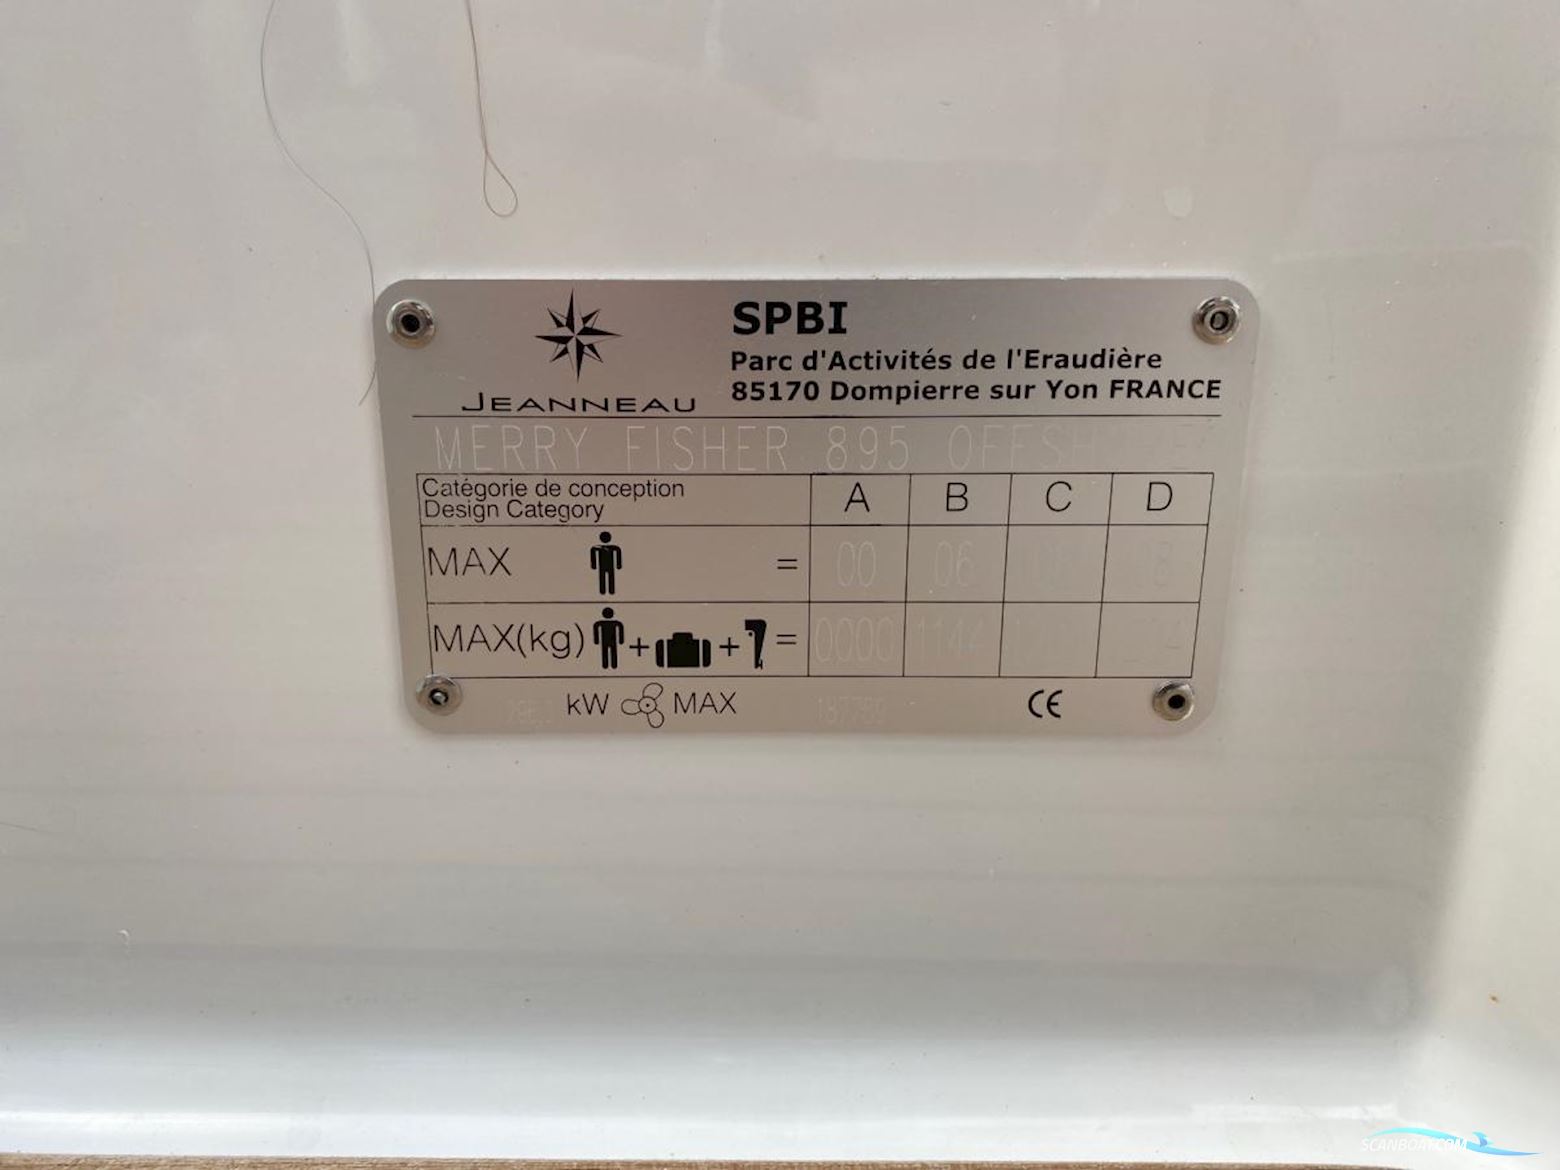 SPBI
Parc d'Activités de l'Eraudière
85170 Dompierre sur Yon FRANCE
JEANNEAU
MERRY FISHER 895
Catégorie de conception A B C D
Design Category
MAX = 00 06
MAX(kg) + + = 0000 1144
kW MAX CE
SCANBOAT.COM